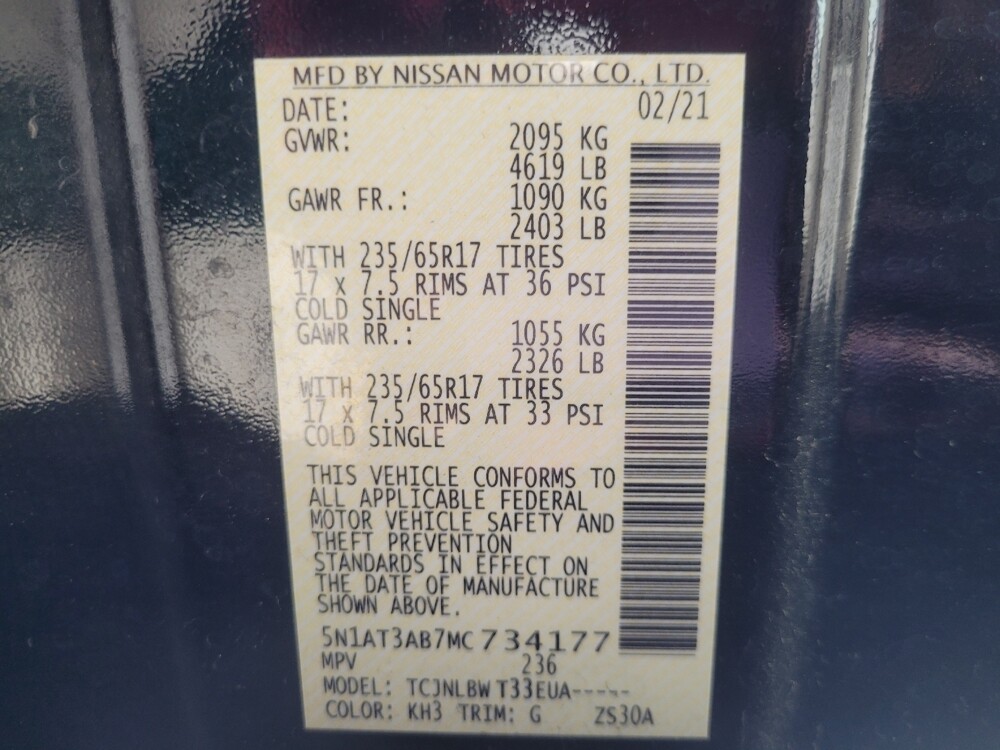 MFD BY NISSAN MOTOR CO., LTD.
DATE: 02/21
GVWR: 2095 KG
4619 LB
GAWR FR.: 1090 KG
2403 LB
WITH 235/65R17 TIRES
17 x 7.5 RIMS AT 36 PSI
COLD SINGLE
GAWR RR.: 1055 KG
2326 LB
WITH 235/65R17 TIRES
17 x 7.5 RIMS AT 33 PSI
COLD SINGLE
THIS VEHICLE CONFORMS TO
ALL APPLICABLE FEDERAL
MOTOR VEHICLE SAFETY AND
THEFT PREVENTION
STANDARDS IN EFFECT ON
THE DATE OF MANUFACTURE
SHOWN ABOVE.
5N1AT3AB7MC 734177
MPV 236
MODEL: TCJNLBW T33EUA-----
COLOR: KH3 TRIM: G ZS30A